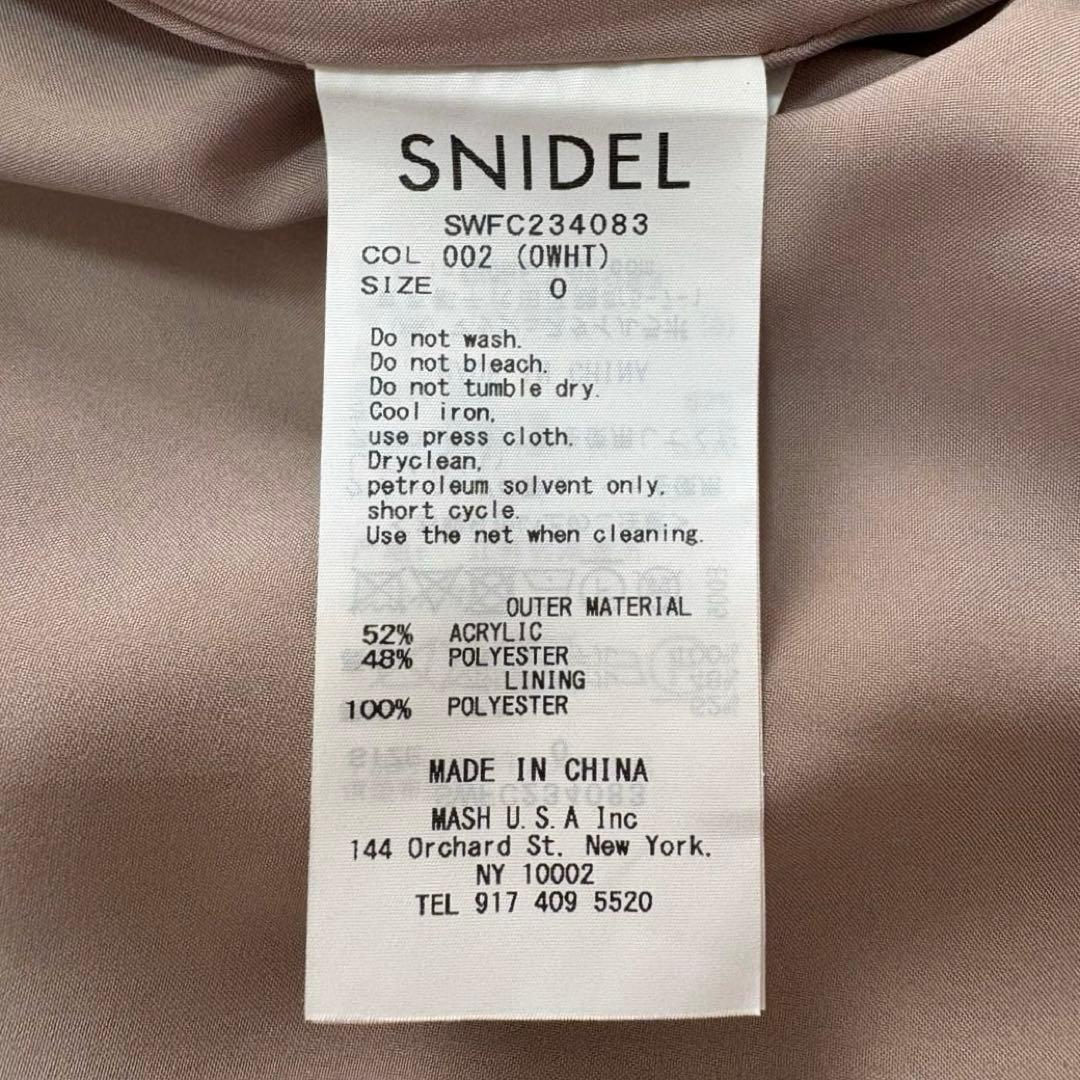 SNIDEL
SWFC234083
COL 002 (OWHT)
SIZE 0
Do not wash.
Do not bleach.
Do not tumble dry.
Cool iron,
use press cloth.
Dryclean,
petroleum solvent only,
short cycle.
Use the net when cleaning.
OUTER MATERIAL
52% ACRYLIC
48% POLYESTER
LINING
100% POLYESTER
MADE IN CHINA
MASH U.S.A Inc
144 Orchard St. New York.
NY 10002
TEL 917 409 5520